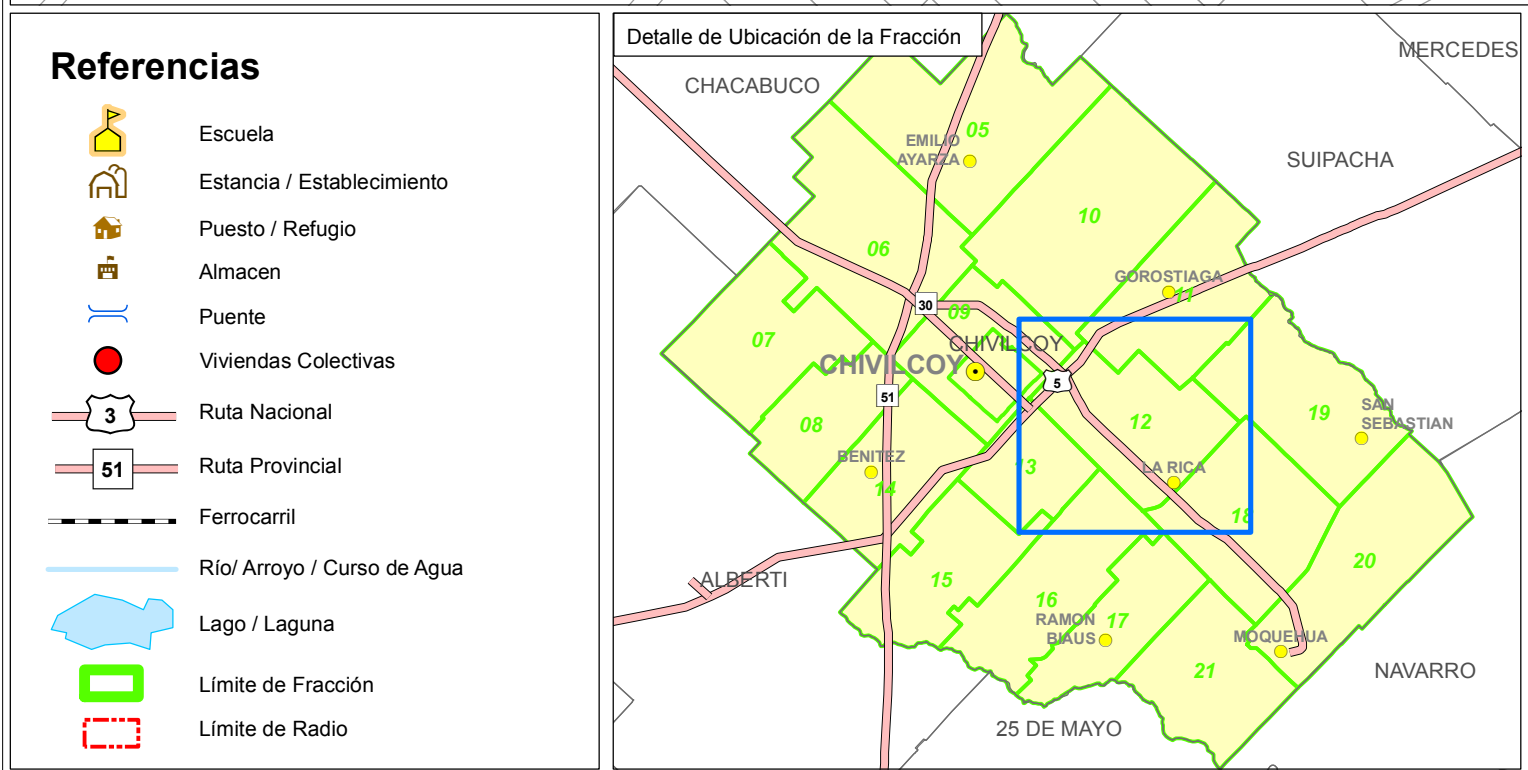 Referencias
Escuela
Estancia / Establecimiento
Puesto / Refugio
Almacen
Puente
Viviendas Colectivas
3
Ruta Nacional
51
Ruta Provincial
Ferrocarril
Río/ Arroyo / Curso de Agua
Lago / Laguna
Límite de Fracción
Límite de Radio
Detalle de Ubicación de la Fracción
MERCEDES
CHACABUCO
05
EMILIO
AYARZA
SUIPACHA
10
06
GOROSTIAGA
11
30
09
07
CHIVILCOY
CHIVILCOY
5
51
12
19
SAN
SEBASTIAN
08
BENITEZ
13
LA RICA
14
18
20
ALBERTI
15
16
RAMON
BIAUS
17
MOQUEHUA
21
NAVARRO
25 DE MAYO